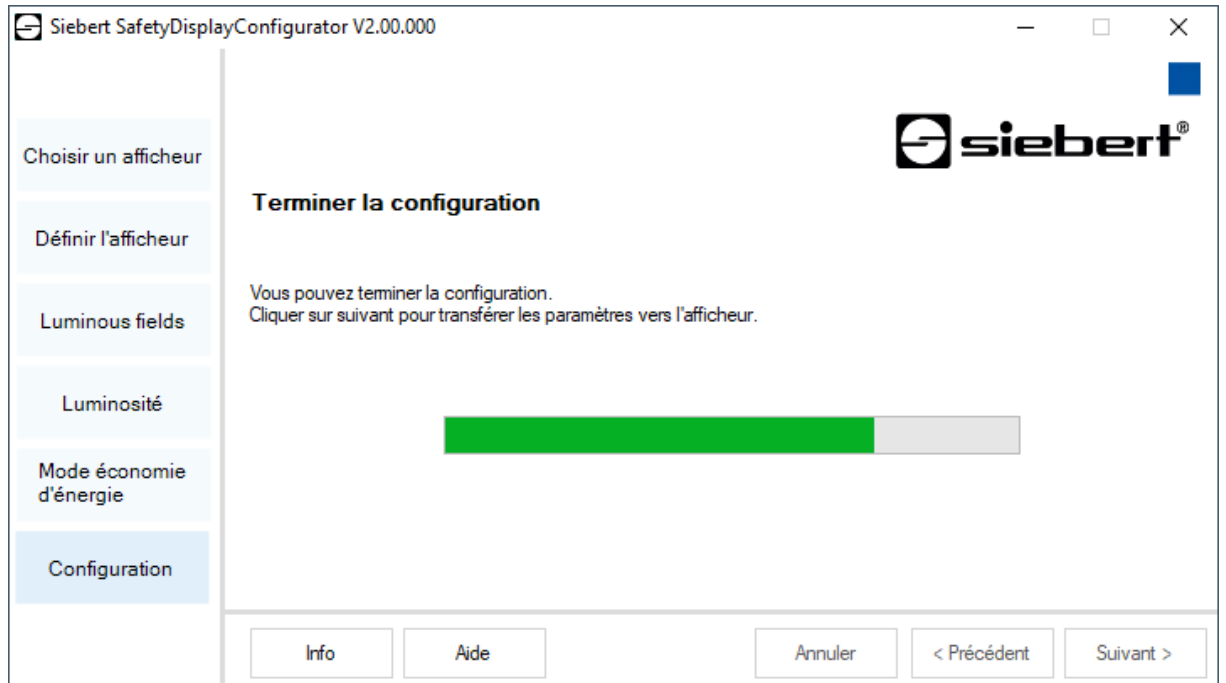 Siebert SafetyDisplayConfigurator V2.00.000
siebert®
Choisir un afficheur
Définir l'afficheur
Luminous fields
Luminosité
Mode économie
d'énergie
Configuration
Terminer la configuration
Vous pouvez terminer la configuration.
Cliquer sur suivant pour transférer les paramètres vers l'afficheur.
Info
Aide
Annuler
< Précédent
Suivant >